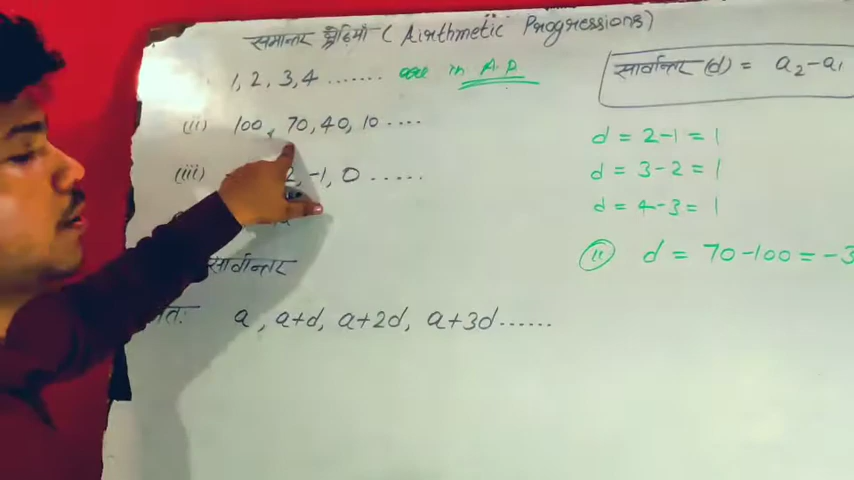 समान्तर श्रेढ़ियाँ ( Airthmetic Progressions)
1, 2, 3, 4 ....... are in A.P
सार्वान्तर (d) = a₂-a₁
(ii) 100, 70, 40, 10 ....
d = 2-1 = 1
(iii) 2, -1, 0 ......
d = 3-2 = 1
d = 4-3 = 1
सार्वान्तर
(ii) d = 70-100 = -3
a, a+d, a+2d, a+3d ......